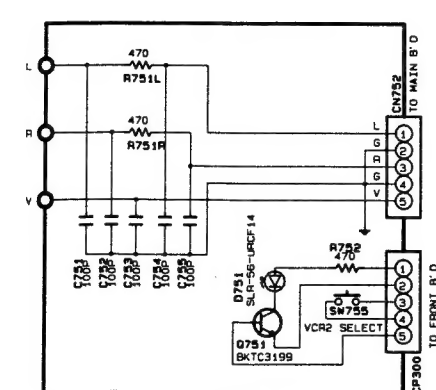 L
470
R751L
R
470
R751R
V
CN752
TO MAIN B'D
L
G
R
G
V
1
2
3
4
5
C751
100P
C752
100P
C753
100P
C754
100P
C755
100P
D751
SLR-56-URCF14
R752
470
SW755
VCR2 SELECT
Q751
BKTC3199
1
2
3
4
5
CP300
TO FRONT B'D